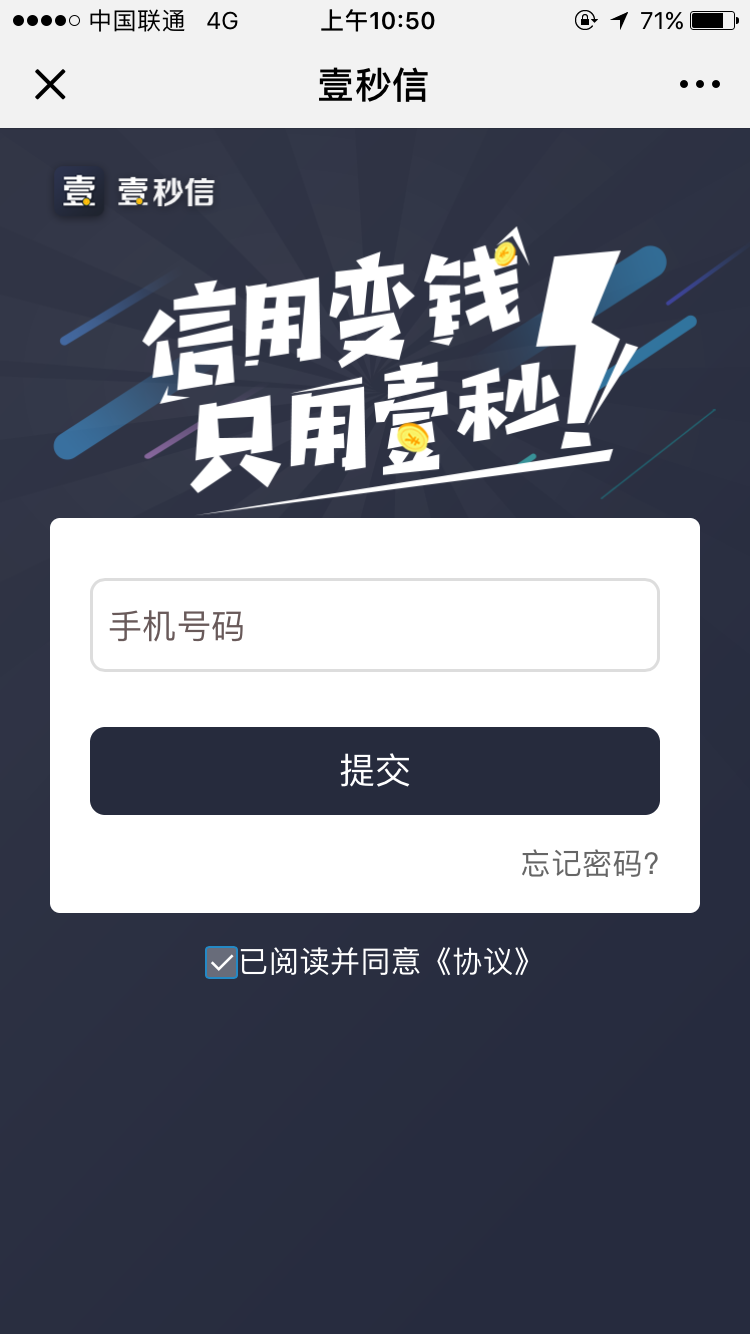 中国联通 4G 上午10:50 71%
壹秒信
壹 壹秒信
信用变钱
只用壹秒!
手机号码
提交
忘记密码?
已阅读并同意《协议》